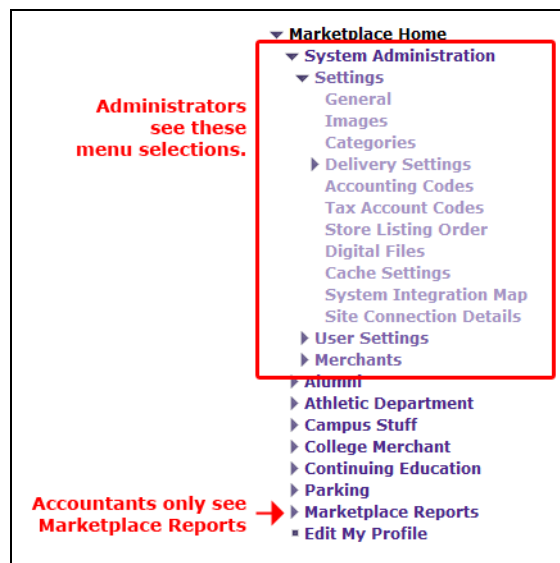 Marketplace Home
System Administration
Settings
General
Images
Categories
Delivery Settings
Accounting Codes
Tax Account Codes
Store Listing Order
Digital Files
Cache Settings
System Integration Map
Site Connection Details
User Settings
Merchants
Administrators
see these
menu selections.
Alumni
Athletic Department
Campus Stuff
College Merchant
Continuing Education
Parking
Marketplace Reports
Edit My Profile
Accountants only see
Marketplace Reports